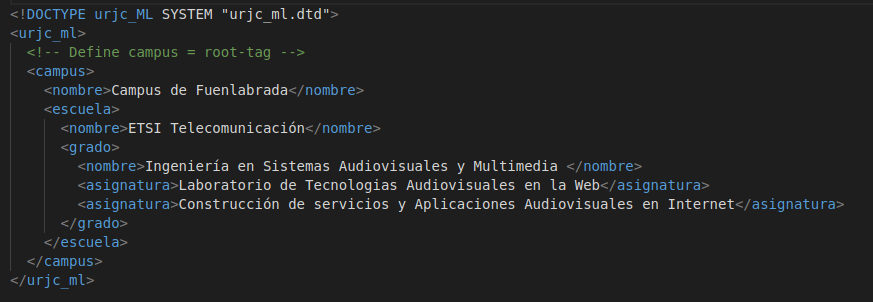 <!DOCTYPE urjc_ML SYSTEM "urjc_ml.dtd">
<urjc_ml>
<!-- Define campus = root-tag -->
<campus>
<nombre>Campus de Fuenlabrada</nombre>
<escuela>
<nombre>ETSI Telecomunicación</nombre>
<grado>
<nombre>Ingeniería en Sistemas Audiovisuales y Multimedia </nombre>
<asignatura>Laboratorio de Tecnologias Audiovisuales en la Web</asignatura>
<asignatura>Construcción de servicios y Aplicaciones Audiovisuales en Internet</asignatura>
</grado>
</escuela>
</campus>
</urjc_ml>